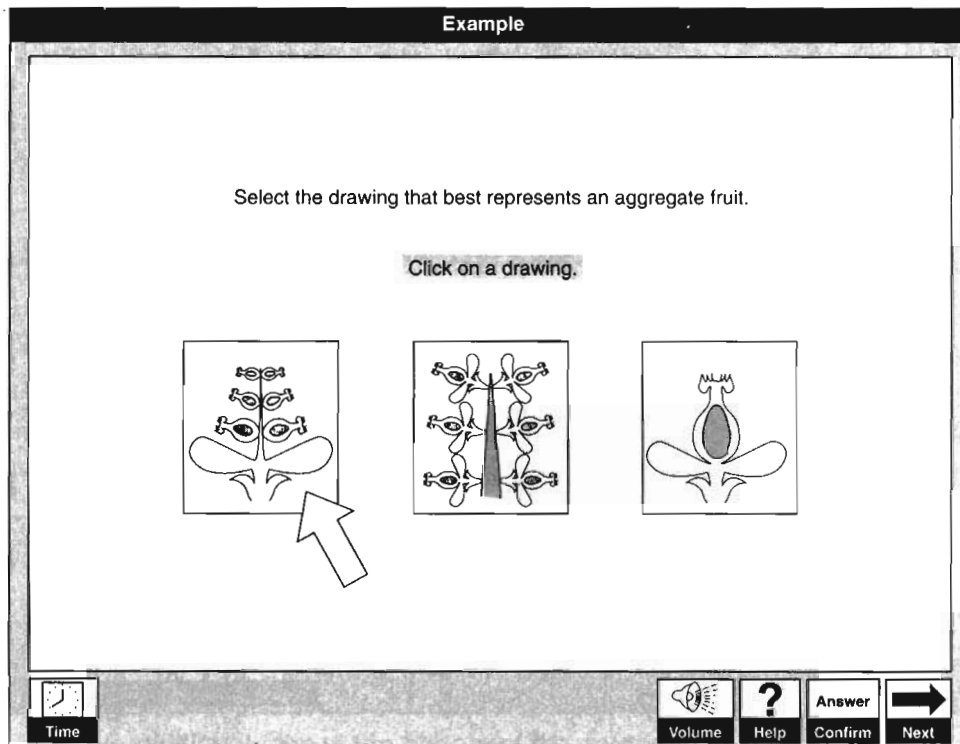 Example
Select the drawing that best represents an aggregate fruit.
Click on a drawing.
Time
Volume
?
Help
Answer
Confirm
Next